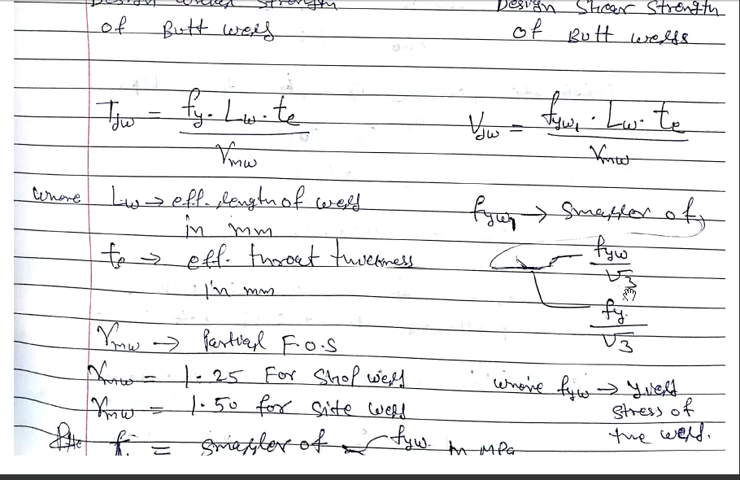 Design Shear Strength
of Butt weld
of Butt welds
Tdw = fy. Lw. te / γmw
Vdw = fyw1 . Lw. te / γmw
where Lw → eff. length of weld
in mm
te → eff. throat thickness
in mm
γmw → Partial F.O.S
γmw = 1.25 For Shop weld
γmw = 1.50 for site weld
fy = smaller of fyw. in MPa
fyw1 → smaller of
fyw / √3
fy / √3
where fyw → yield
stress of
the weld.